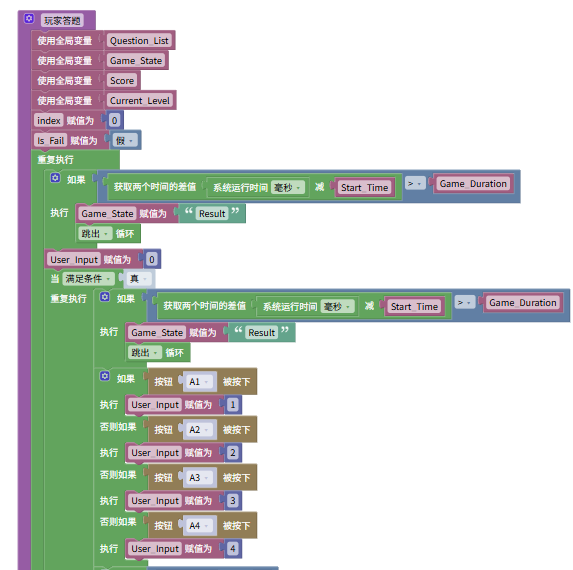 玩家答题
使用全局变量 Question_List
使用全局变量 Game_State
使用全局变量 Score
使用全局变量 Current_Level
index 赋值为 0
Is_Fail 赋值为 假
重复执行
如果 获取两个时间的差值 系统运行时间 毫秒 减 Start_Time > Game_Duration
执行 Game_State 赋值为 “ Result ”
跳出 循环
User_Input 赋值为 0
当 满足条件 真
重复执行 如果 获取两个时间的差值 系统运行时间 毫秒 减 Start_Time > Game_Duration
执行 Game_State 赋值为 “ Result ”
跳出 循环
如果 按钮 A1 被按下
执行 User_Input 赋值为 1
否则如果 按钮 A2 被按下
执行 User_Input 赋值为 2
否则如果 按钮 A3 被按下
执行 User_Input 赋值为 3
否则如果 按钮 A4 被按下
执行 User_Input 赋值为 4